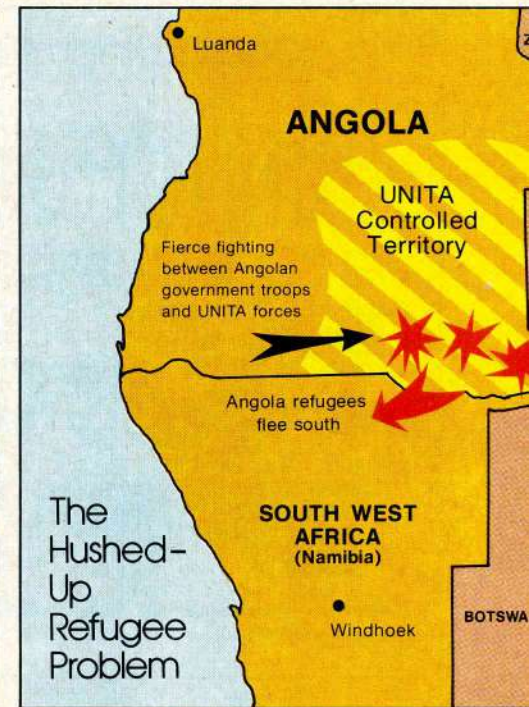 Luanda
Z
ANGOLA
UNITA
Controlled
Territory
Fierce fighting
between Angolan
government troops
and UNITA forces
Angola refugees
flee south
SOUTH WEST
AFRICA
(Namibia)
Windhoek
BOTSWA
The
Hushed-
Up
Refugee
Problem